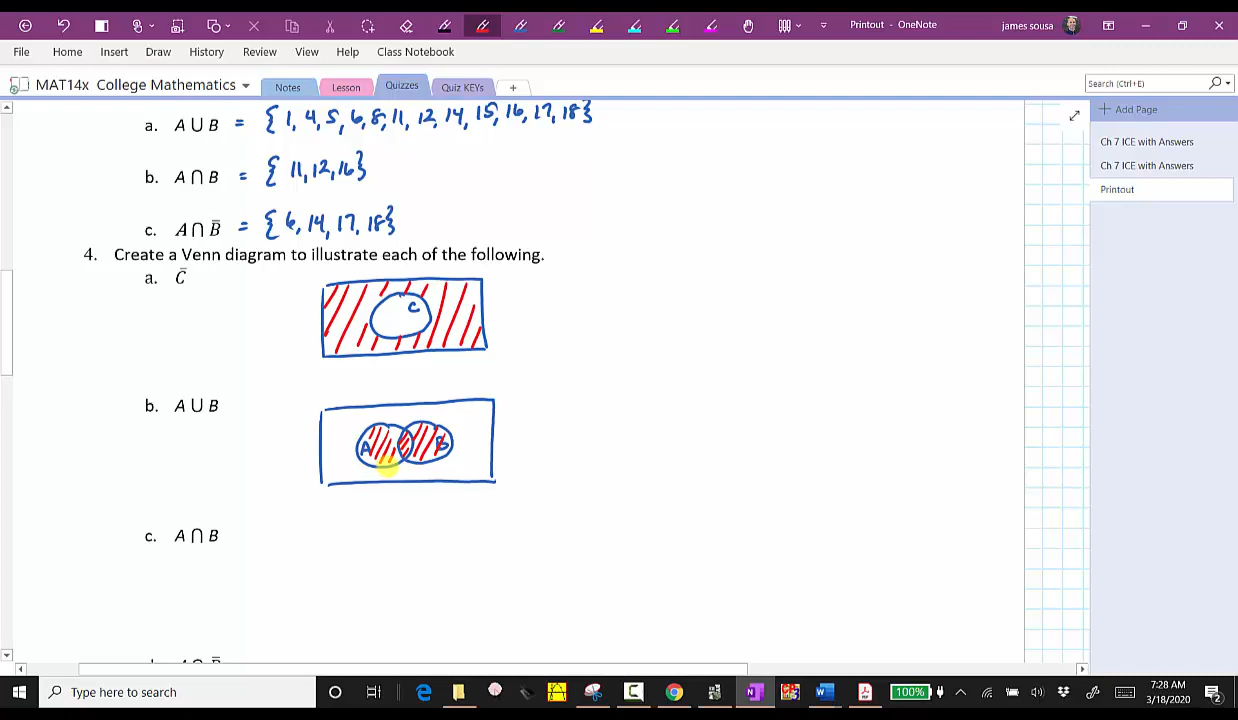 Printout - OneNote
james sousa
File Home Insert Draw History Review View Help Class Notebook
MAT14x College Mathematics Notes Lesson Quizzes Quiz KEYs + Search (Ctrl+E)
Add Page
Ch 7 ICE with Answers
Ch 7 ICE with Answers
Printout
a. A ∪ B = {1, 4, 5, 6, 8, 11, 12, 14, 15, 16, 17, 18}
b. A ∩ B = {11, 12, 16}
c. A ∩ B̅ = {6, 14, 17, 18}
4. Create a Venn diagram to illustrate each of the following.
a. C̅
C
b. A ∪ B
A B
c. A ∩ B
Type here to search
100%
7:28 AM
3/18/2020
2